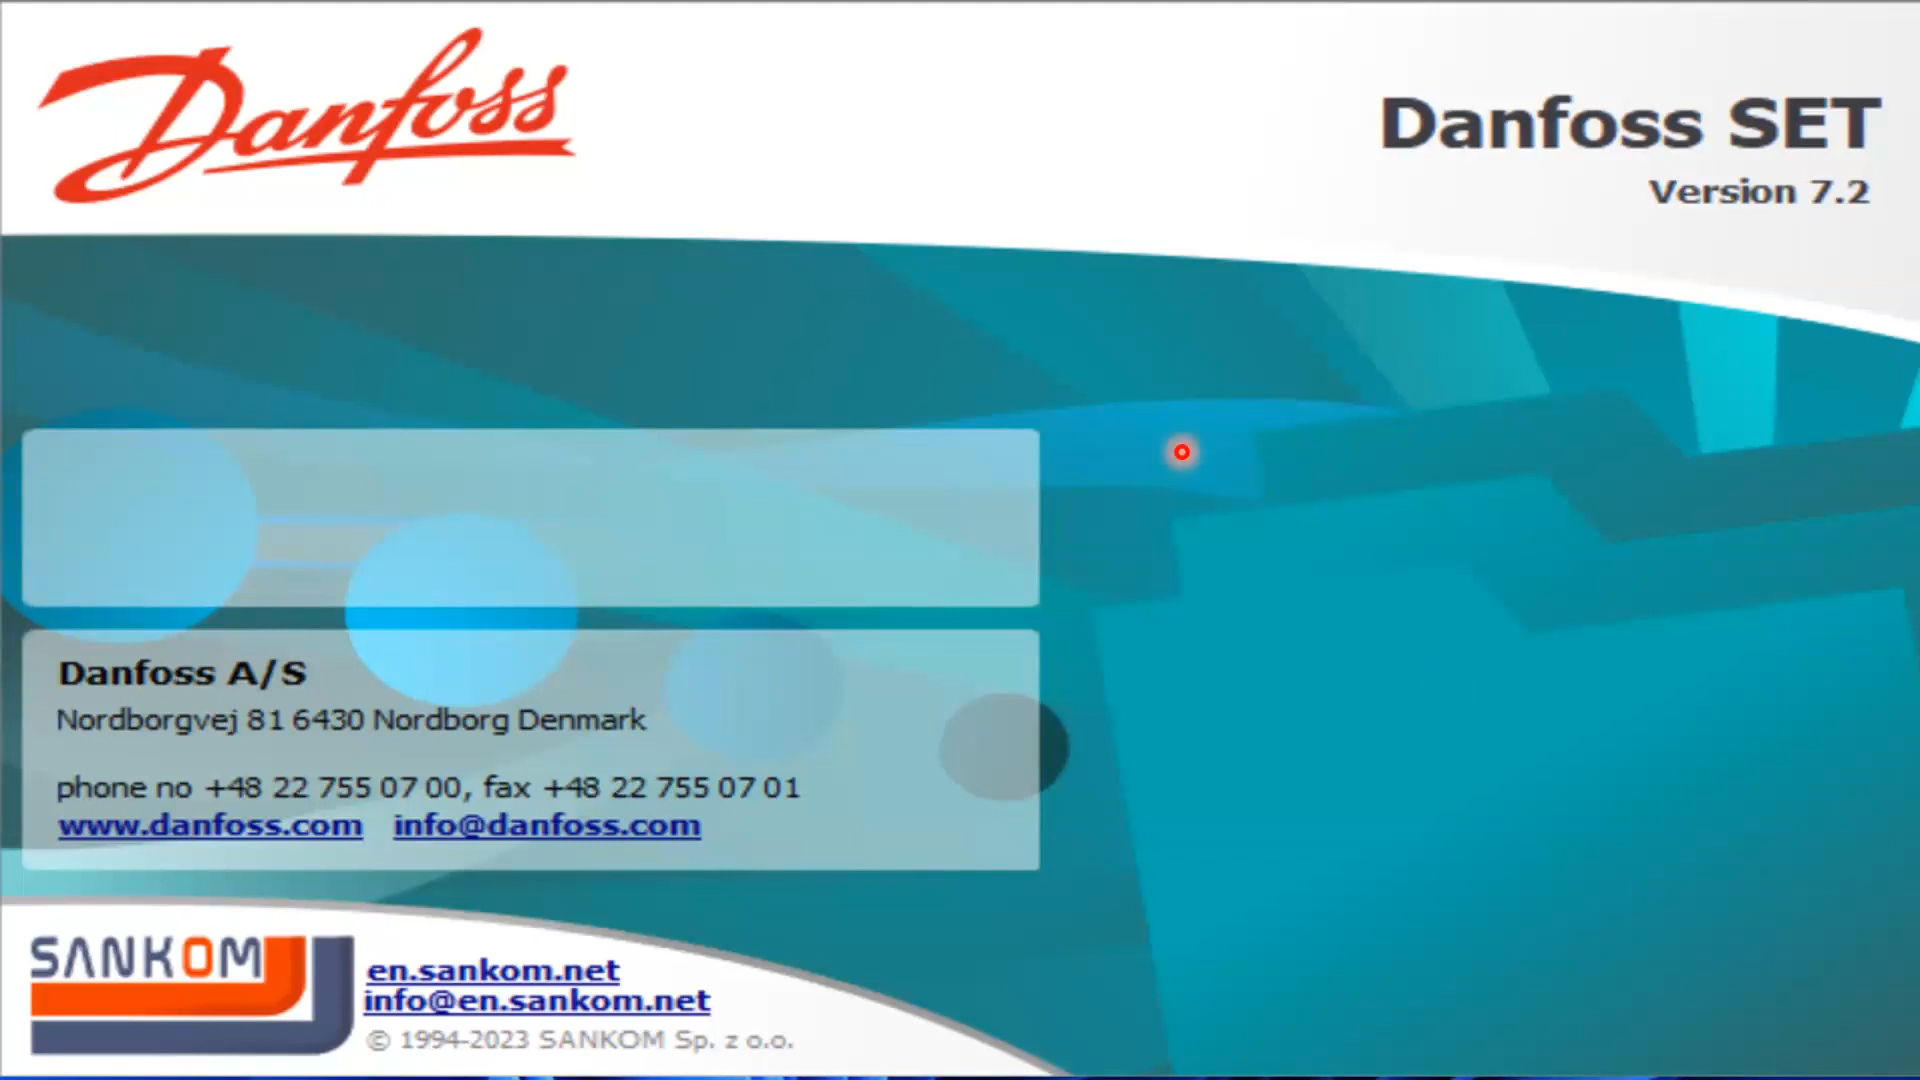 Danfoss
Danfoss SET
Version 7.2
Danfoss A/S
Nordborgvej 81 6430 Nordborg Denmark
phone no +48 22 755 07 00, fax +48 22 755 07 01
www.danfoss.com info@danfoss.com
SANKOM
en.sankom.net
info@en.sankom.net
© 1994-2023 SANKOM Sp. z o.o.